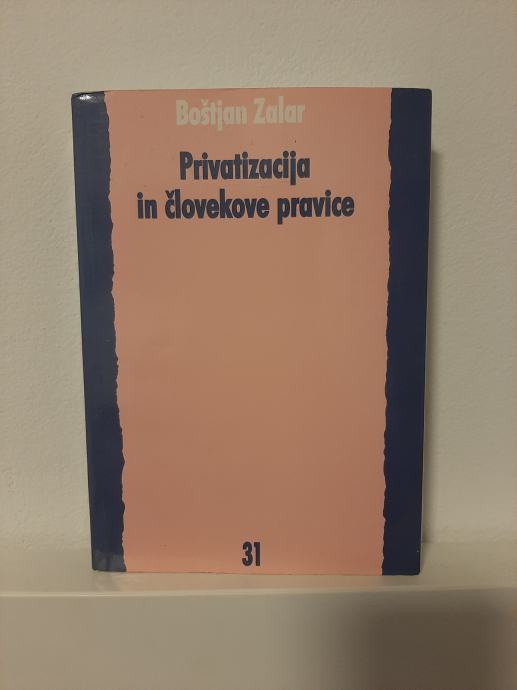 Boštjan Zalar
Privatizacija
in človekove pravice
31